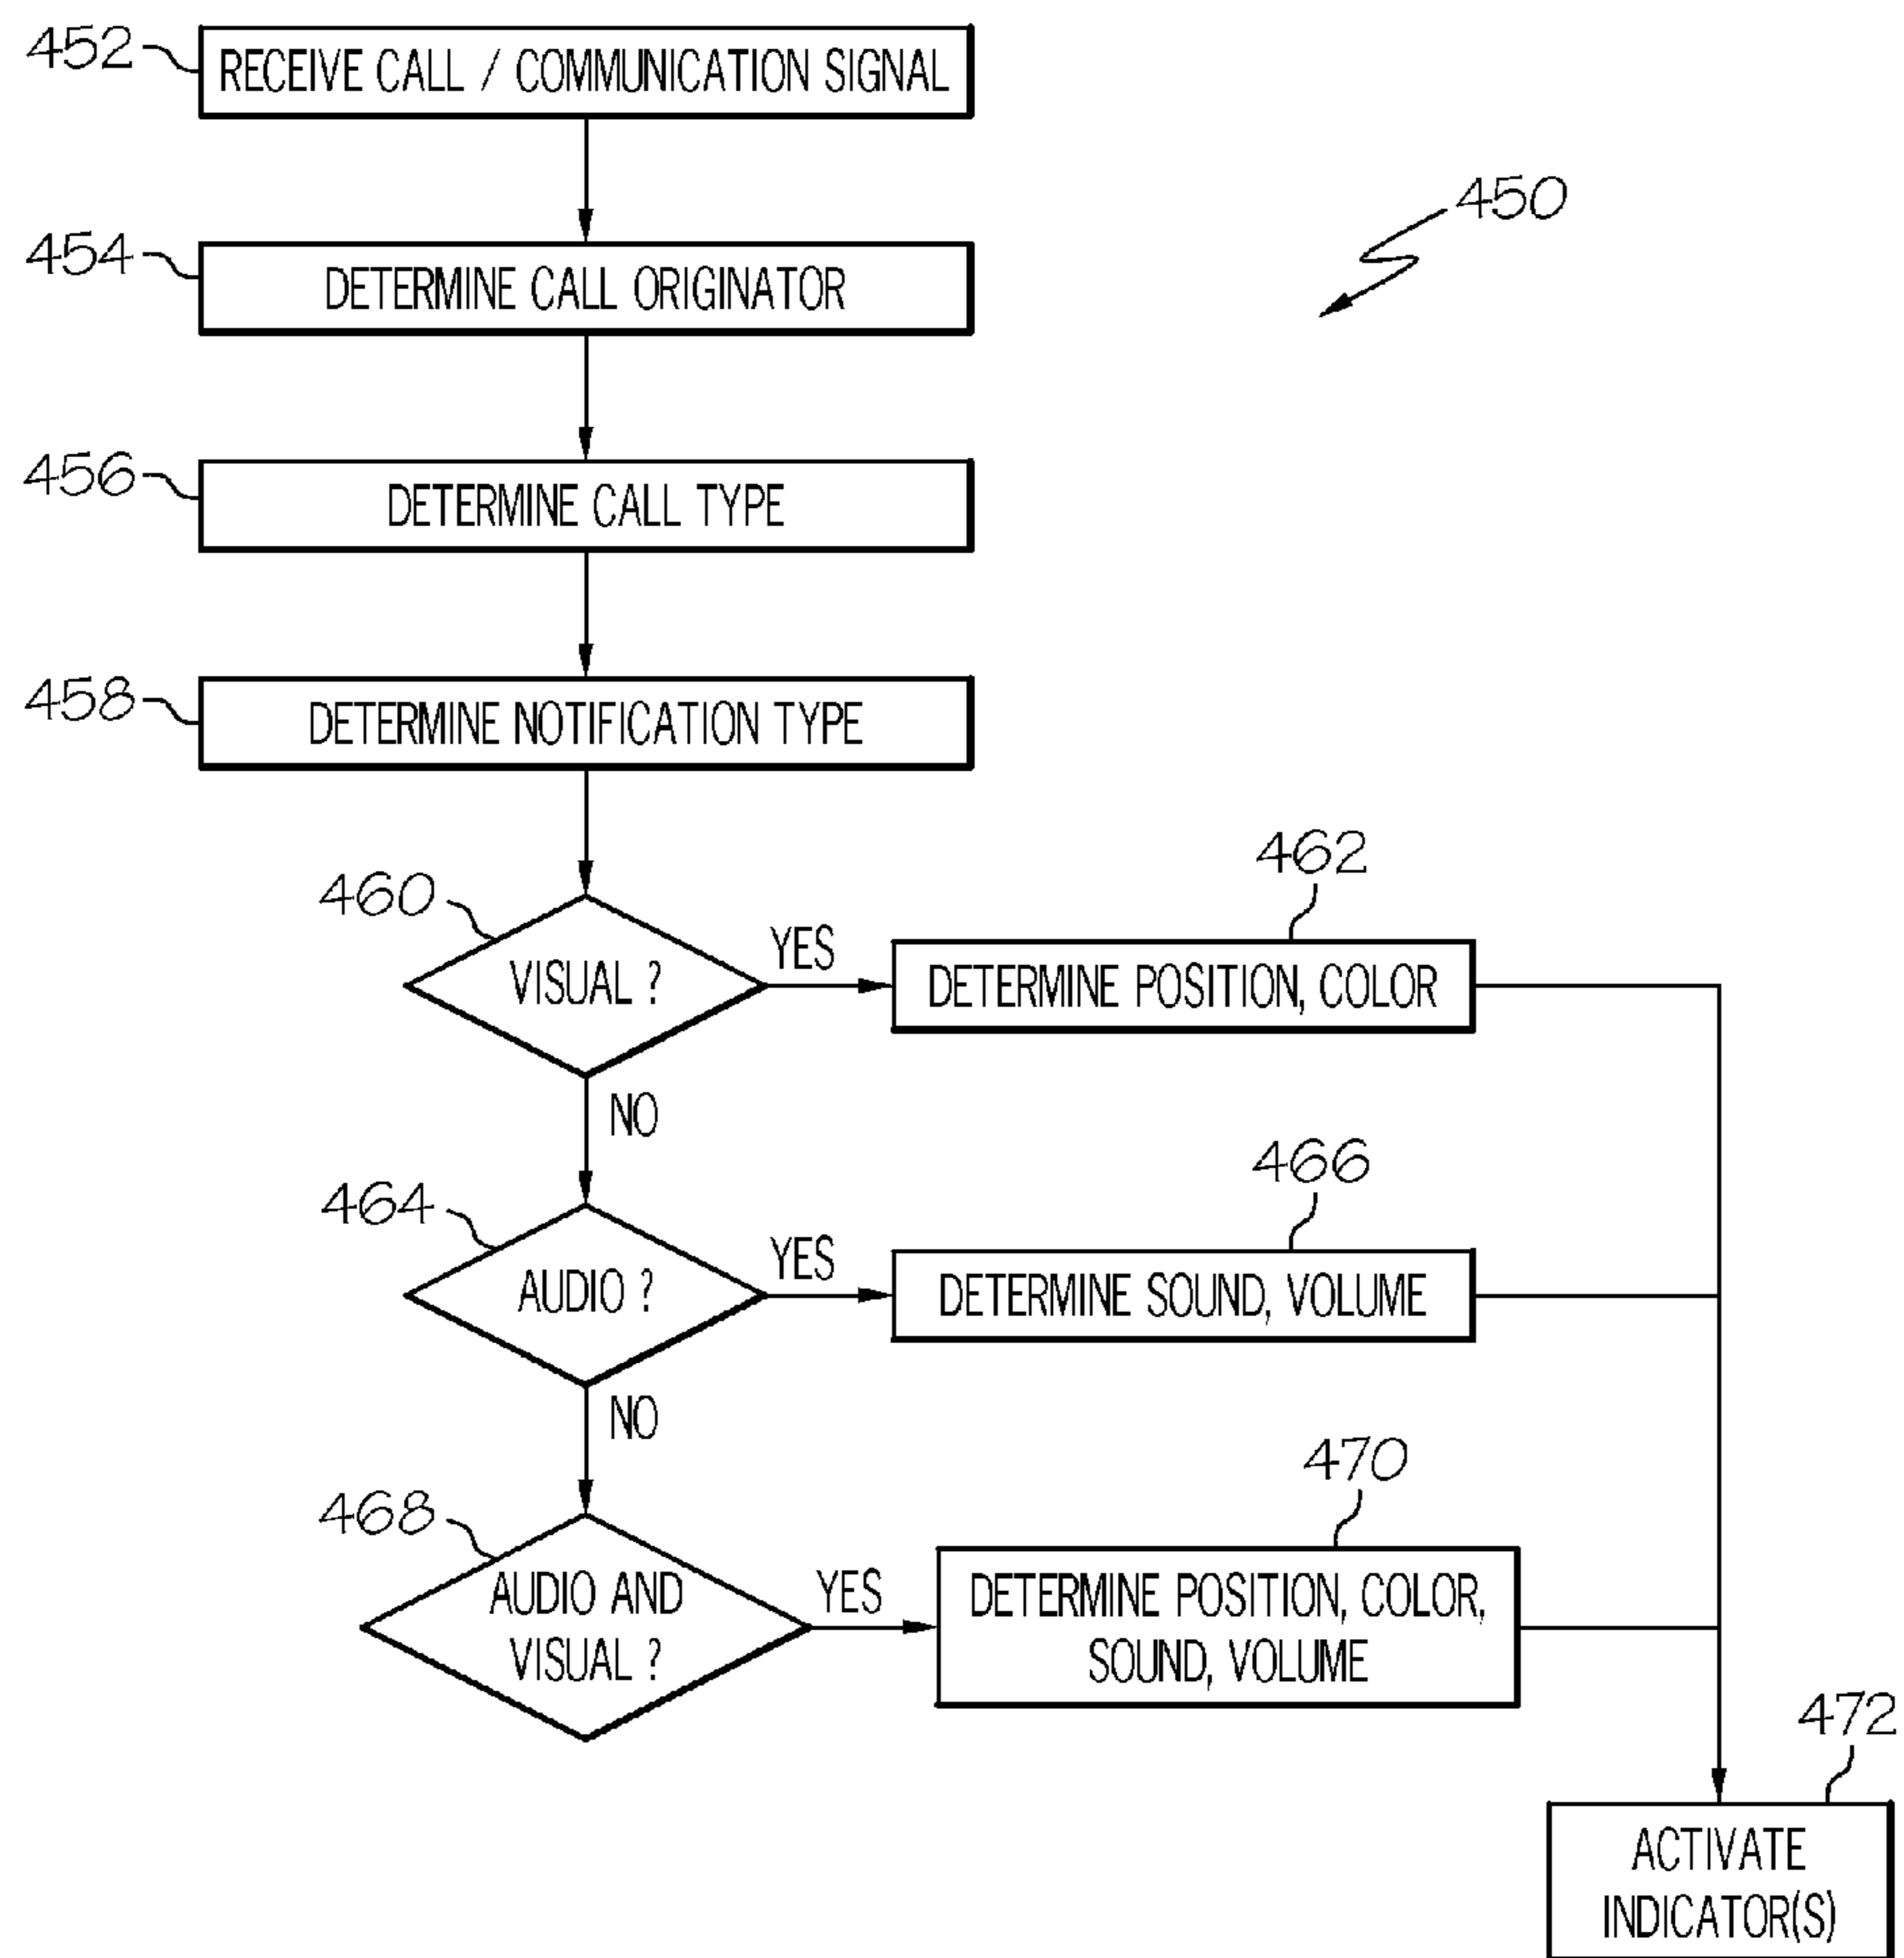 452
RECEIVE CALL / COMMUNICATION SIGNAL
450
454
DETERMINE CALL ORIGINATOR
456
DETERMINE CALL TYPE
458
DETERMINE NOTIFICATION TYPE
460
VISUAL ?
YES
462
DETERMINE POSITION, COLOR
NO
464
AUDIO ?
YES
466
DETERMINE SOUND, VOLUME
NO
468
AUDIO AND
VISUAL ?
YES
470
DETERMINE POSITION, COLOR,
SOUND, VOLUME
472
ACTIVATE
INDICATOR(S)